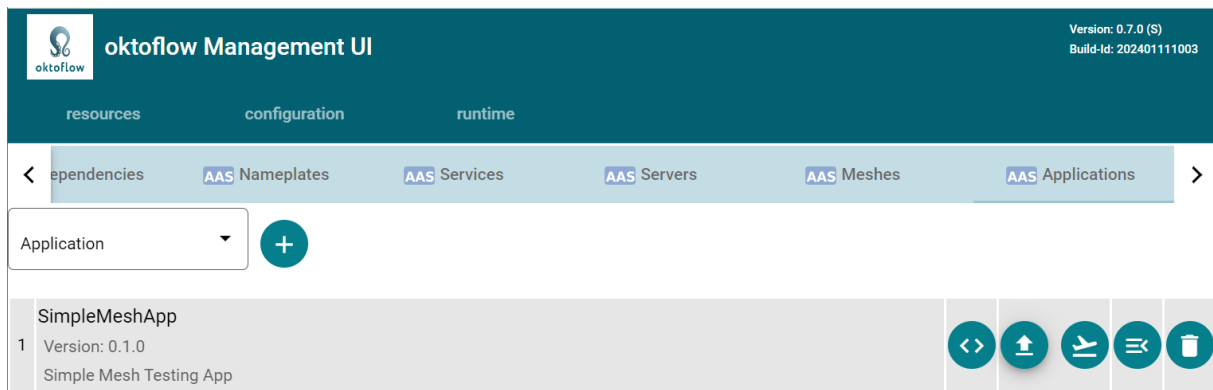 oktoflow
oktoflow Management UI
Version: 0.7.0 (S)
Build-Id: 202401111003
resources configuration runtime
ependencies AAS Nameplates AAS Services AAS Servers AAS Meshes AAS Applications
Application
SimpleMeshApp
1 Version: 0.1.0
Simple Mesh Testing App